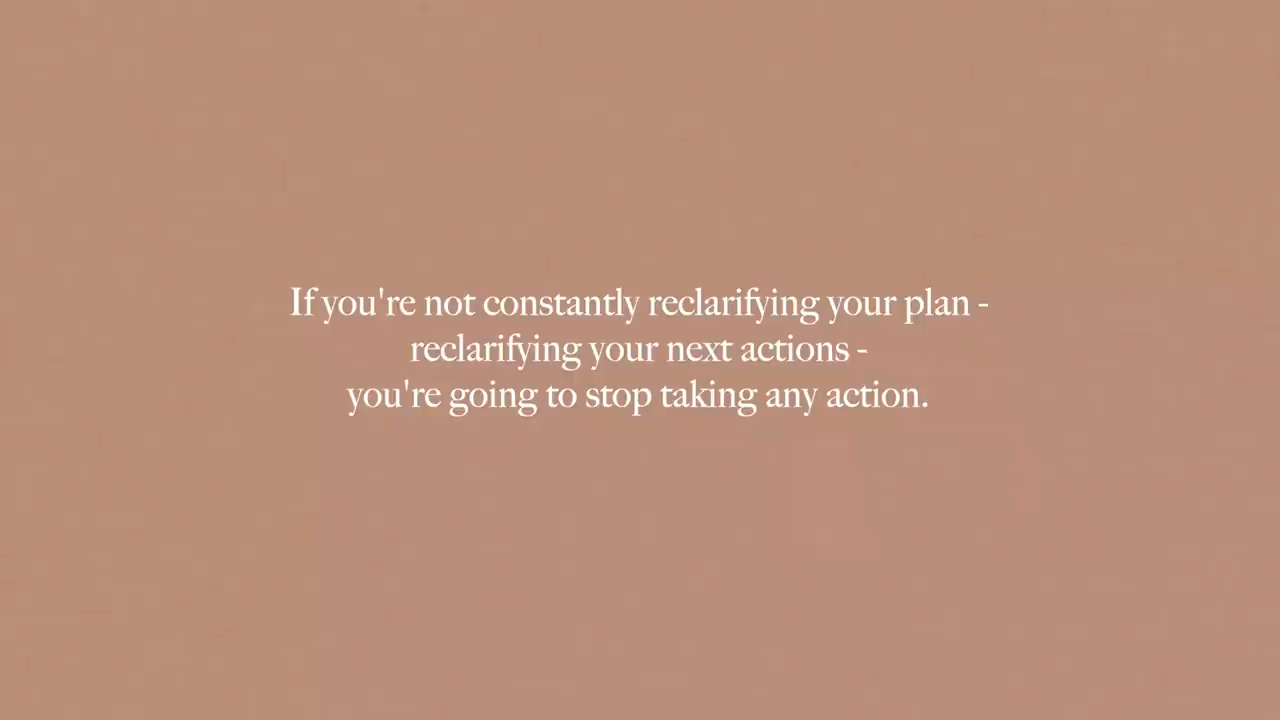 If you're not constantly reclarifying your plan -
reclarifying your next actions -
you're going to stop taking any action.